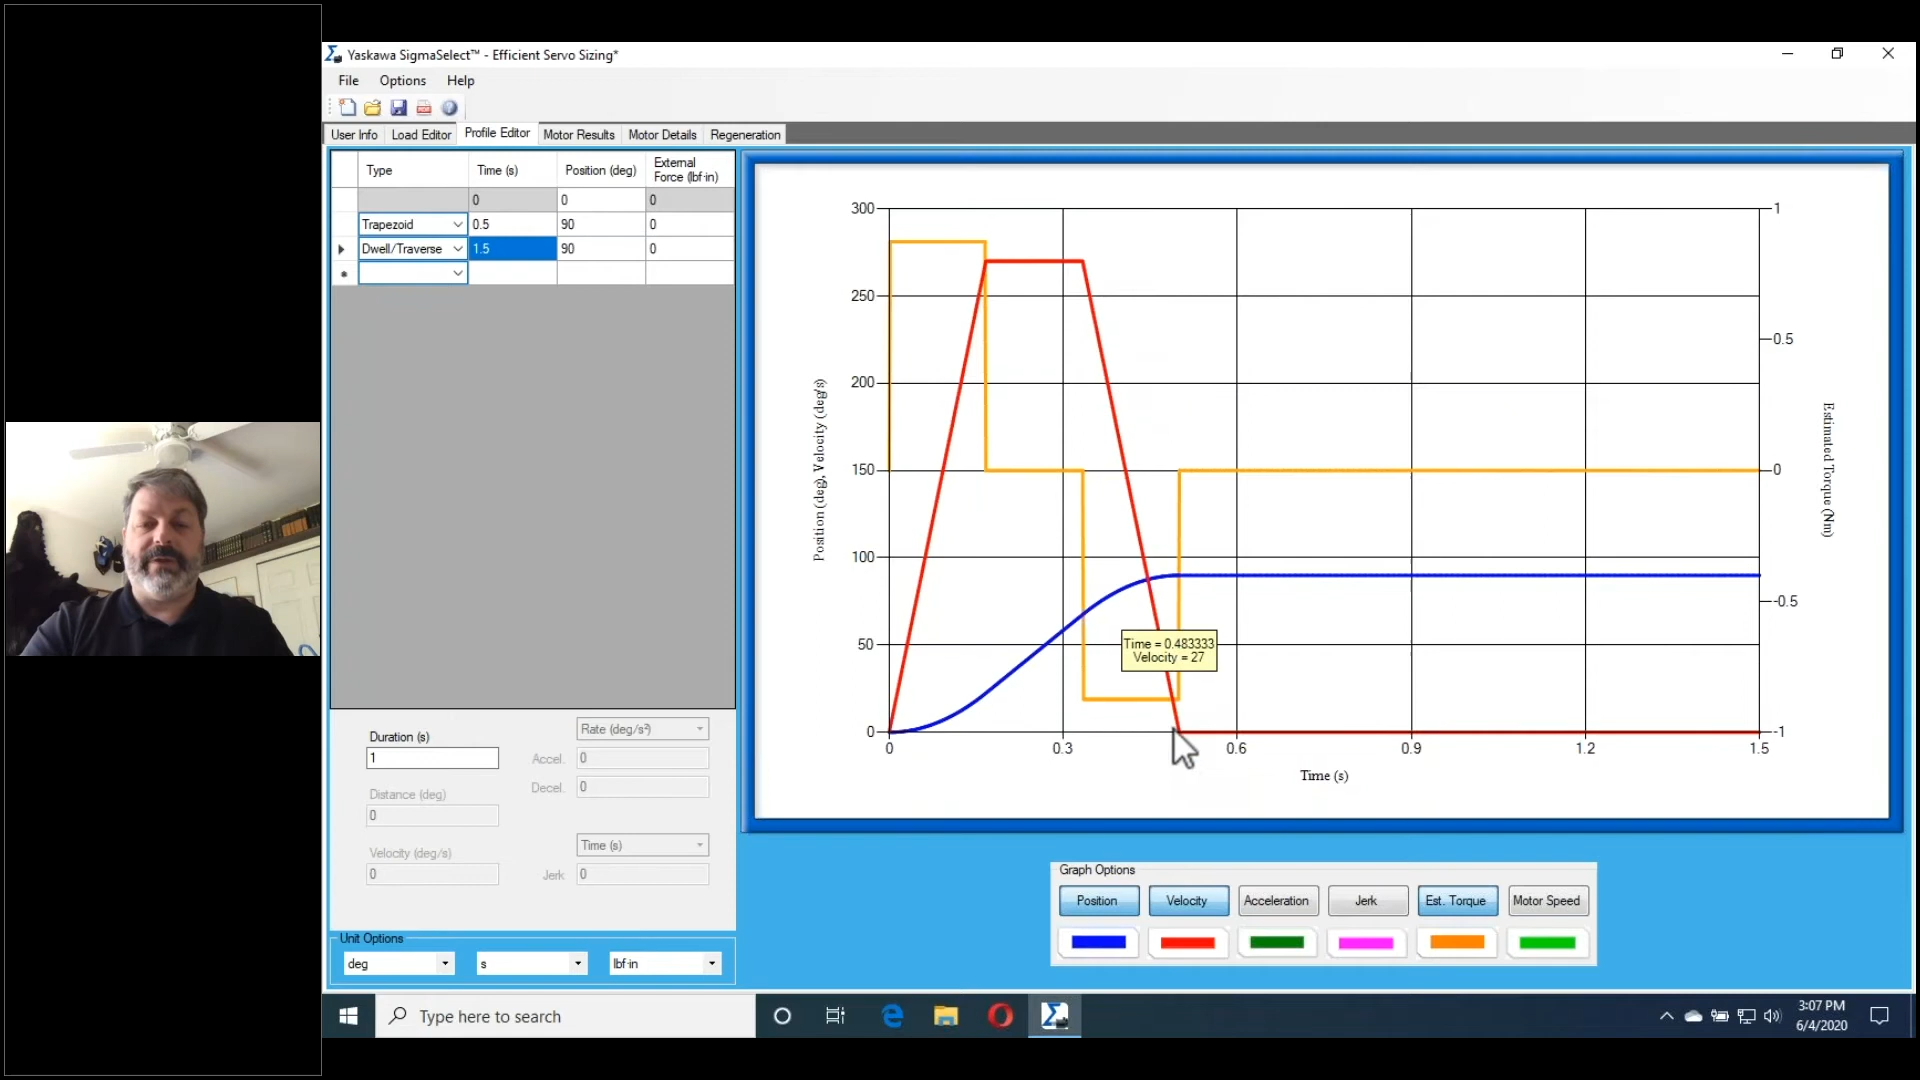 Yaskawa SigmaSelect™ - Efficient Servo Sizing*
File Options Help
User Info Load Editor Profile Editor Motor Results Motor Details Regeneration
Type Time (s) Position (deg) External Force (lbf·in)
0 0 0
Trapezoid 0.5 90 0
Dwell/Traverse 1.5 90 0
300
250
200
150
100
50
0
Position (deg), Velocity (deg/s)
1
0.5
0
-0.5
-1
Estimated Torque (Nm)
Time = 0.483333
Velocity = 27
0 0.3 0.6 0.9 1.2 1.5
Time (s)
Duration (s)
1
Distance (deg)
0
Velocity (deg/s)
0
Rate (deg/s²)
Accel. 0
Decel. 0
Time (s)
Jerk 0
Unit Options
deg s lbf·in
Graph Options
Position Velocity Acceleration Jerk Est. Torque Motor Speed
Type here to search
3:07 PM
6/4/2020